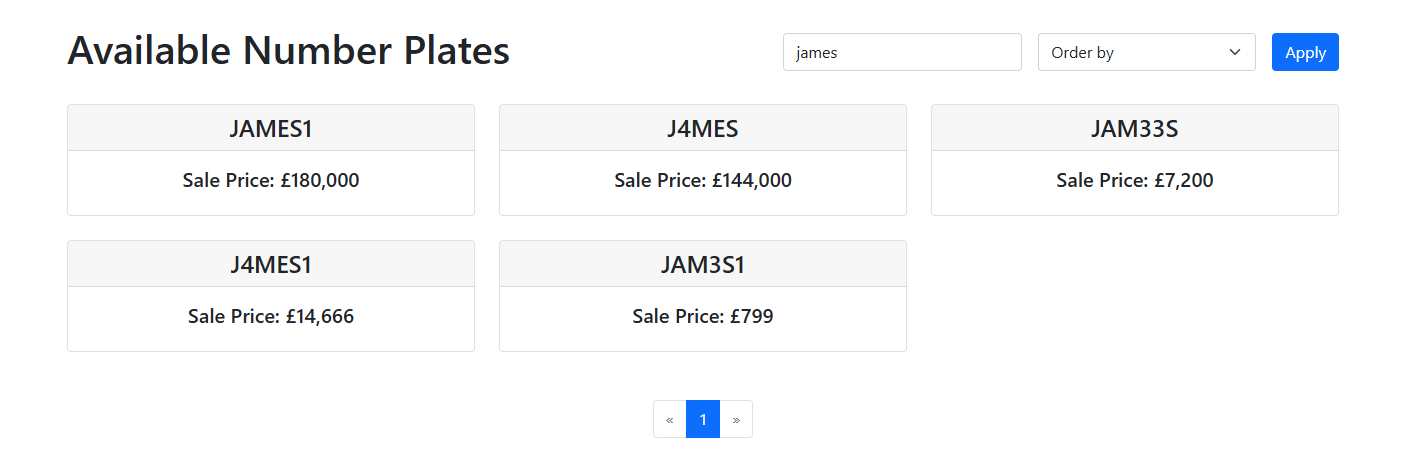 Available Number Plates
james
Order by
Apply
JAMES1
Sale Price: £180,000
J4MES
Sale Price: £144,000
JAM33S
Sale Price: £7,200
J4MES1
Sale Price: £14,666
JAM3S1
Sale Price: £799
« 1 »